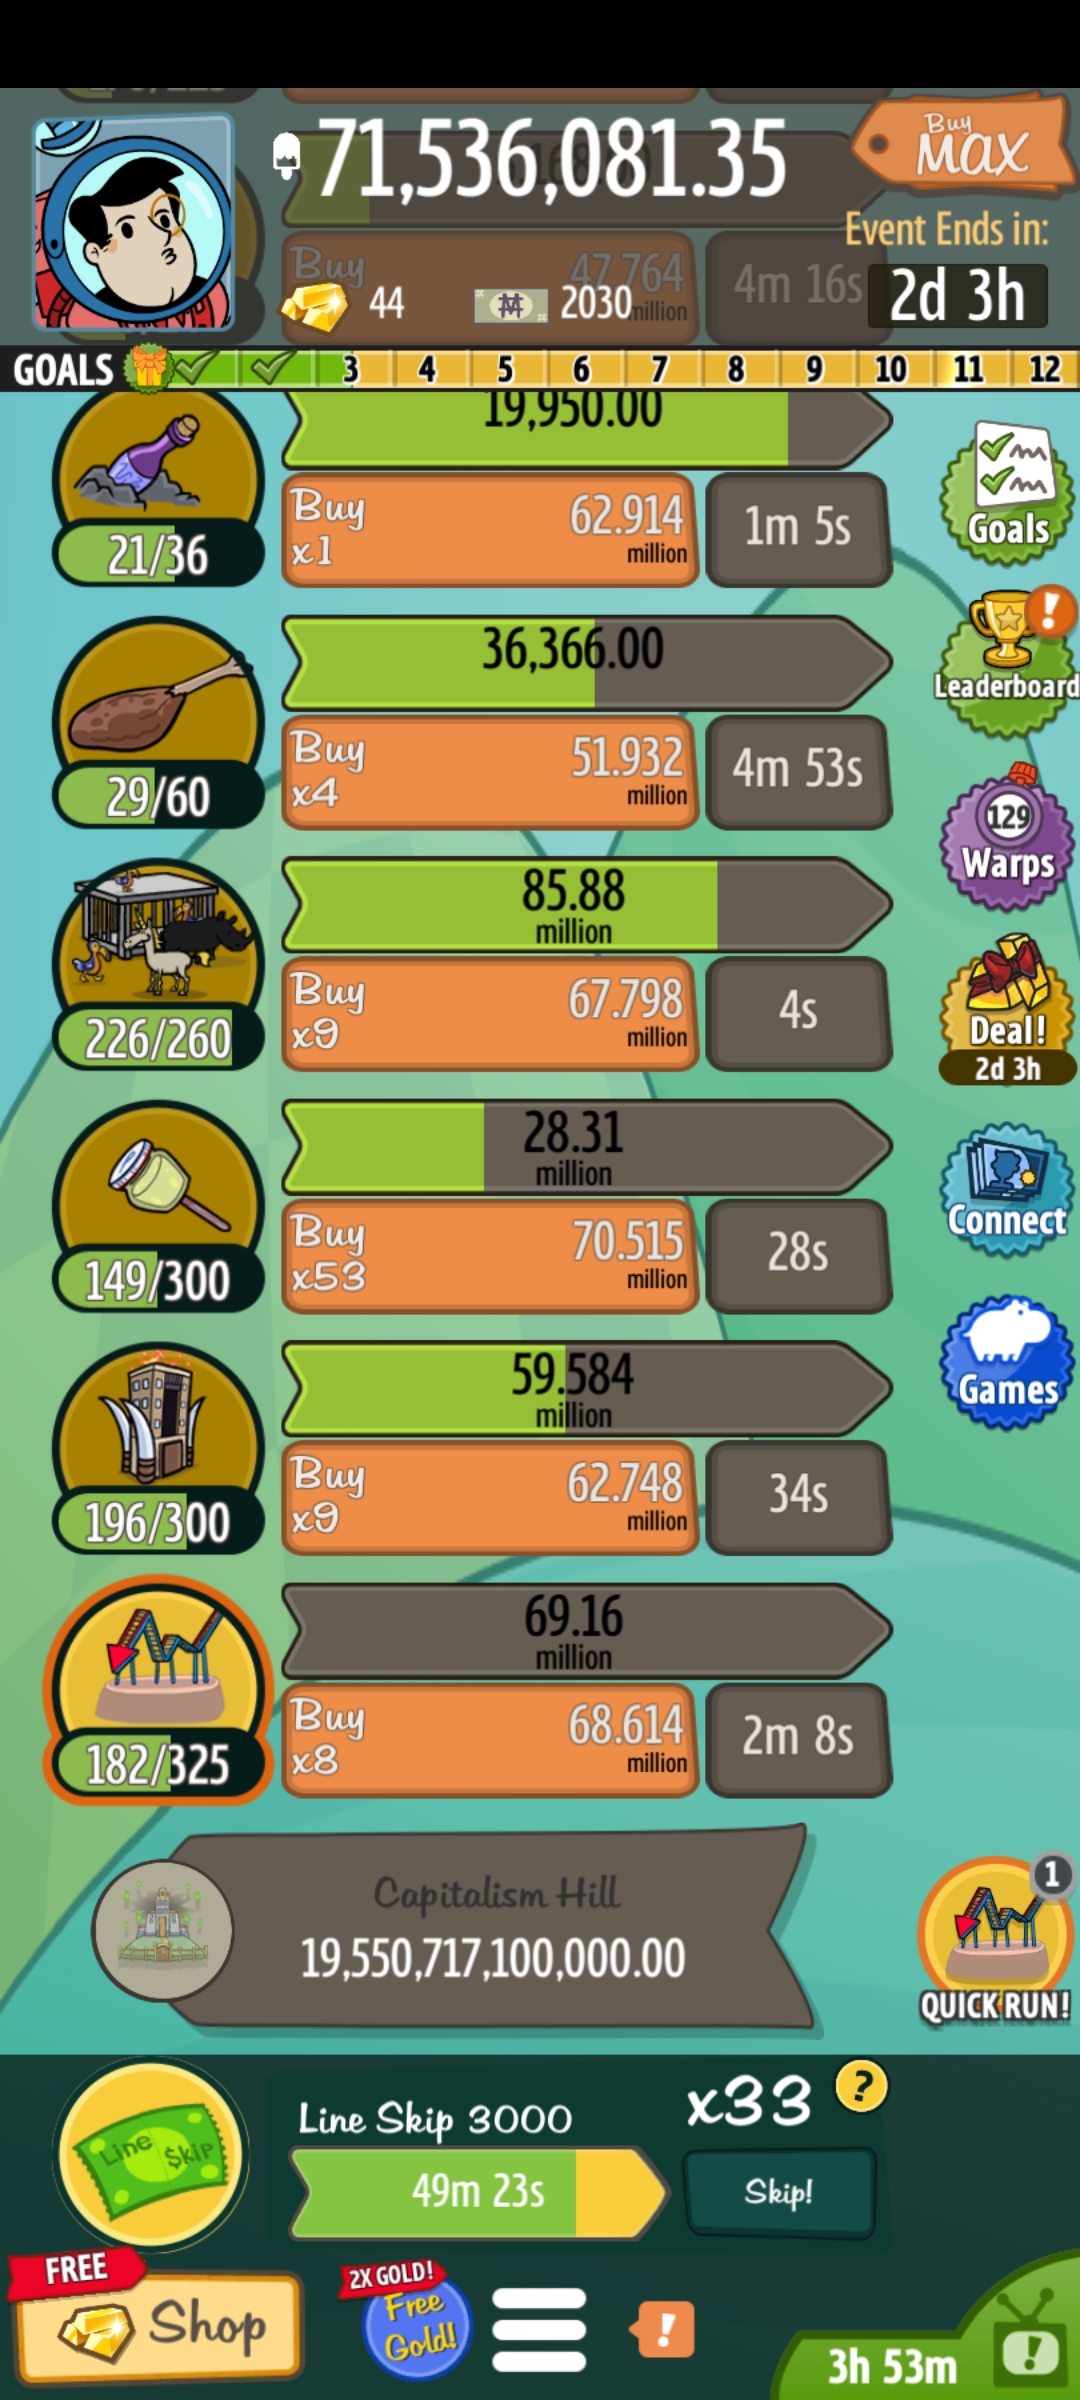 71,536,081.35
Buy
MAX
Event Ends in:
2d 3h
44
2030
Buy
47.764
million
4m 16s
GOALS
3
4
5
6
7
8
9
10
11
12
19,950.00
21/36
Buy
x1
62.914
million
1m 5s
Goals
36,366.00
29/60
Buy
x4
51.932
million
4m 53s
Leaderboard
!
85.88
million
226/260
Buy
x9
67.798
million
4s
129
Warps
Deal!
2d 3h
28.31
million
149/300
Buy
x53
70.515
million
28s
Connect
59.584
million
196/300
Buy
x9
62.748
million
34s
Games
69.16
million
182/325
Buy
x8
68.614
million
2m 8s
Capitalism Hill
19,550,717,100,000.00
1
QUICK RUN!
Line $kip
Line Skip 3000
49m 23s
x33
?
Skip!
FREE
Shop
2X GOLD!
Free
Gold!
!
3h 53m
!